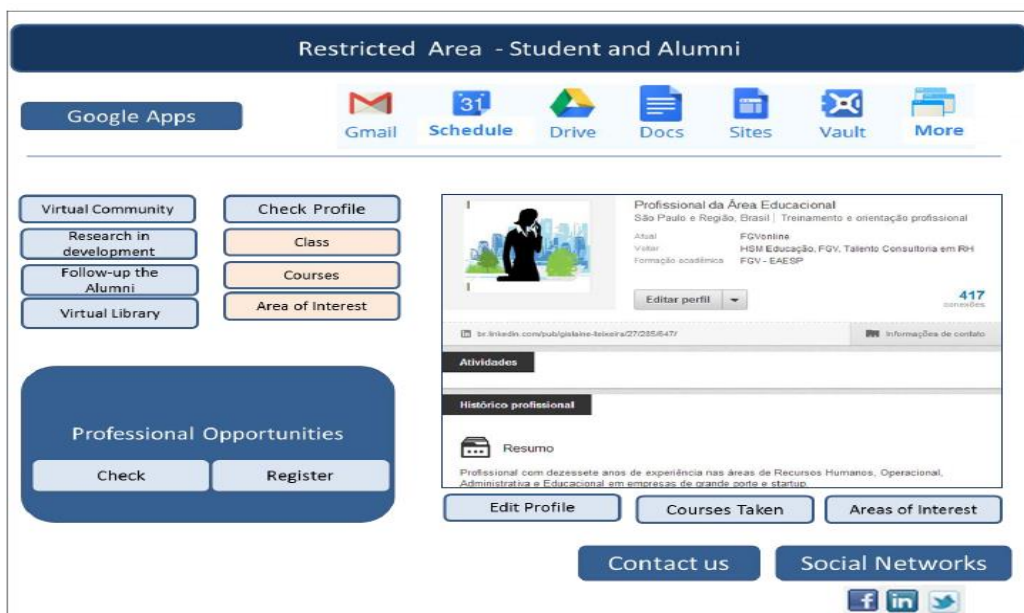 Restricted Area - Student and Alumni
Google Apps
31
Gmail Schedule Drive Docs Sites Vault More
Virtual Community
Research in
development
Follow-up the
Alumni
Virtual Library
Check Profile
Class
Courses
Area of Interest
Profissional da Área Educacional
São Paulo e Região, Brasil | Treinamento e orientação profissional
Atual FGVonline
Voltar HSM Educação, FGV, Talento Consultoria em RH
Formação acadêmica FGV - EAESP
Editar perfil
417
conexões
in br.linkedin.com/pub/gislaine-teixeira/27/285/647/
Informações de contato
Atividades
Histórico profissional
Resumo
Profissional com dezessete anos de experiência nas áreas de Recursos Humanos, Operacional,
Administrativa e Educacional em empresas de grande porte e startup.
Professional Opportunities
Check Register
Edit Profile Courses Taken Areas of Interest
Contact us Social Networks
f in